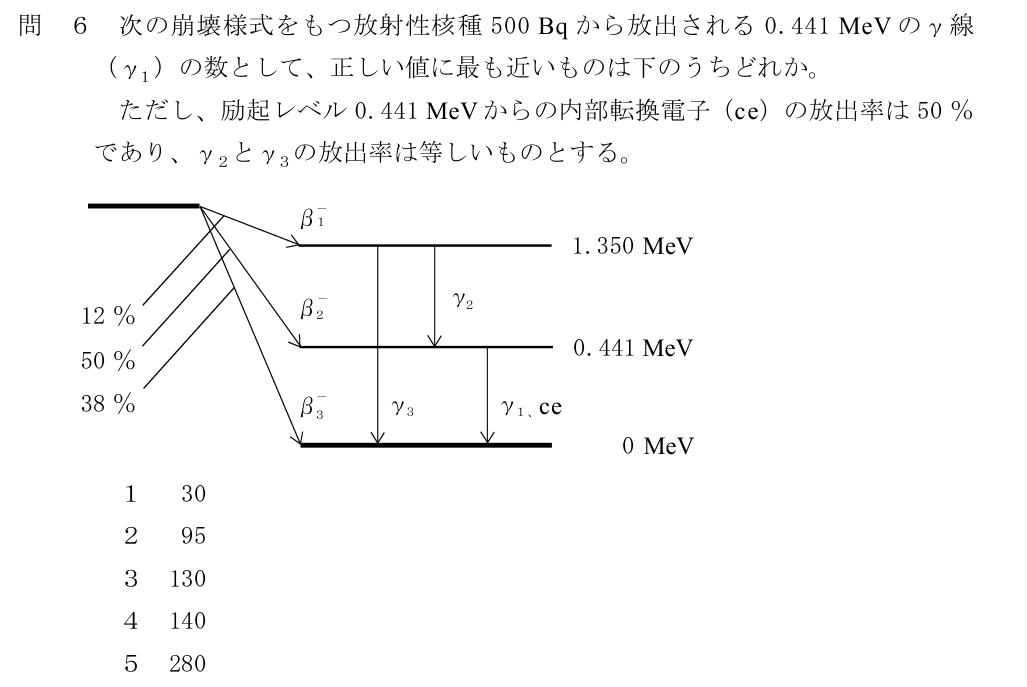 問 6 次の崩壊様式をもつ放射性核種 500 Bq から放出される 0.441 MeV の γ 線
（γ₁）の数として、正しい値に最も近いものは下のうちどれか。
ただし、励起レベル 0.441 MeV からの内部転換電子（ce）の放出率は 50 %
であり、γ₂とγ₃の放出率は等しいものとする。
β₁⁻
1.350 MeV
γ₂
12 %
β₂⁻
0.441 MeV
50 %
38 %
β₃⁻
γ₃
γ₁、ce
0 MeV
1 30
2 95
3 130
4 140
5 280